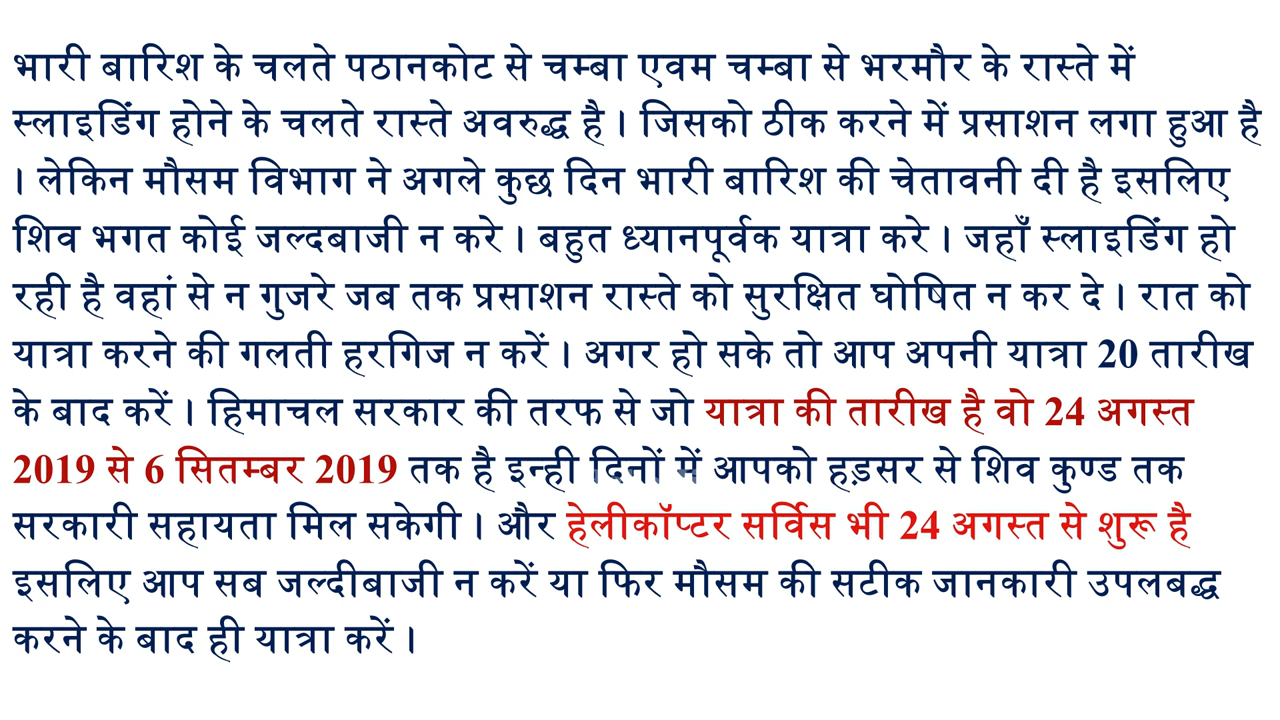 भारी बारिश के चलते पठानकोट से चम्बा एवम चम्बा से भरमौर के रास्ते में
स्लाइडिंग होने के चलते रास्ते अवरुद्ध है । जिसको ठीक करने में प्रसाशन लगा हुआ है
। लेकिन मौसम विभाग ने अगले कुछ दिन भारी बारिश की चेतावनी दी है इसलिए
शिव भगत कोई जल्दबाजी न करे । बहुत ध्यानपूर्वक यात्रा करे । जहाँ स्लाइडिंग हो
रही है वहां से न गुजरे जब तक प्रसाशन रास्ते को सुरक्षित घोषित न कर दे । रात को
यात्रा करने की गलती हरगिज न करें । अगर हो सके तो आप अपनी यात्रा 20 तारीख
के बाद करें । हिमाचल सरकार की तरफ से जो यात्रा की तारीख है वो 24 अगस्त
2019 से 6 सितम्बर 2019 तक है इन्ही दिनों में आपको हड़सर से शिव कुण्ड तक
सरकारी सहायता मिल सकेगी । और हेलीकॉप्टर सर्विस भी 24 अगस्त से शुरू है
इसलिए आप सब जल्दीबाजी न करें या फिर मौसम की सटीक जानकारी उपलबद्ध
करने के बाद ही यात्रा करें ।